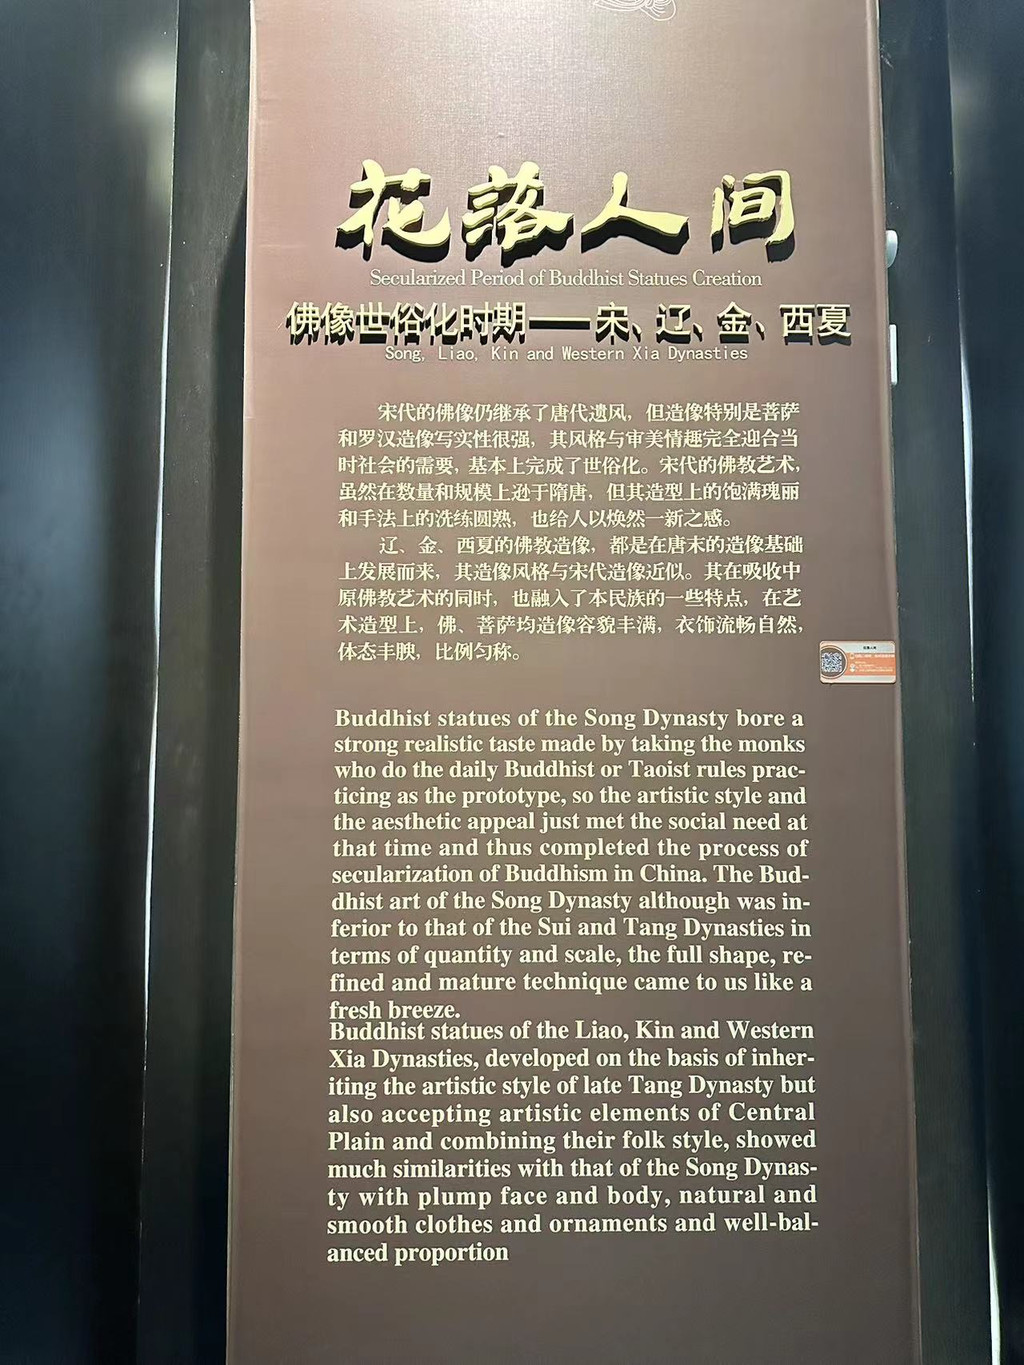 花落人间
Secularized Period of Buddhist Statues Creation
佛像世俗化时期——宋、辽、金、西夏
Song, Liao, Kin and Western Xia Dynasties
宋代的佛像仍继承了唐代遗风，但造像特别是菩萨
和罗汉造像写实性很强，其风格与审美情趣完全迎合当
时社会的需要，基本上完成了世俗化。宋代的佛教艺术，
虽然在数量和规模上逊于隋唐，但其造型上的饱满瑰丽
和手法上的洗练圆熟，也给人以焕然一新之感。
辽、金、西夏的佛教造像，都是在唐末的造像基础
上发展而来，其造像风格与宋代造像近似。其在吸收中
原佛教艺术的同时，也融入了本民族的一些特点，在艺
术造型上，佛、菩萨均造像容貌丰满，衣饰流畅自然，
体态丰腴，比例匀称。
Buddhist statues of the Song Dynasty bore a
strong realistic taste made by taking the monks
who do the daily Buddhist or Taoist rules prac-
ticing as the prototype, so the artistic style and
the aesthetic appeal just met the social need at
that time and thus completed the process of
secularization of Buddhism in China. The Bud-
dhist art of the Song Dynasty although was in-
ferior to that of the Sui and Tang Dynasties in
terms of quantity and scale, the full shape, re-
fined and mature technique came to us like a
fresh breeze.
Buddhist statues of the Liao, Kin and Western
Xia Dynasties, developed on the basis of inher-
iting the artistic style of late Tang Dynasty but
also accepting artistic elements of Central
Plain and combining their folk style, showed
much similarities with that of the Song Dynas-
ty with plump face and body, natural and
smooth clothes and ornaments and well-bal-
anced proportion